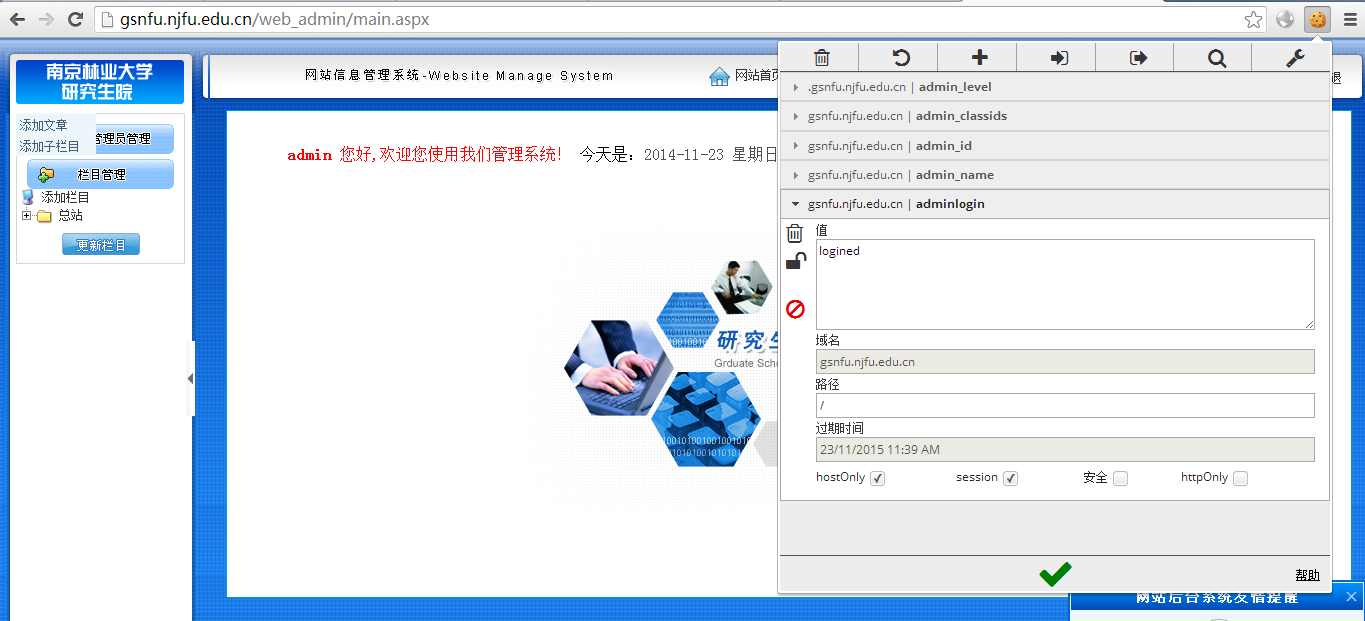 gsnfu.njfu.edu.cn/web_admin/main.aspx
南京林业大学
研究生院
网站信息管理系统-Website Manage System
网站首页
退
添加文章
管理员管理
添加子栏目
栏目管理
添加栏目
总站
更新栏目
admin 您好,欢迎您使用我们管理系统! 今天是：2014-11-23 星期日
研究生
Grduate Scho
.gsnfu.njfu.edu.cn | admin_level
gsnfu.njfu.edu.cn | admin_classids
gsnfu.njfu.edu.cn | admin_id
gsnfu.njfu.edu.cn | admin_name
gsnfu.njfu.edu.cn | adminlogin
值
logined
域名
gsnfu.njfu.edu.cn
路径
/
过期时间
23/11/2015 11:39 AM
hostOnly session 安全 httpOnly
帮助
网站后台系统友情提醒